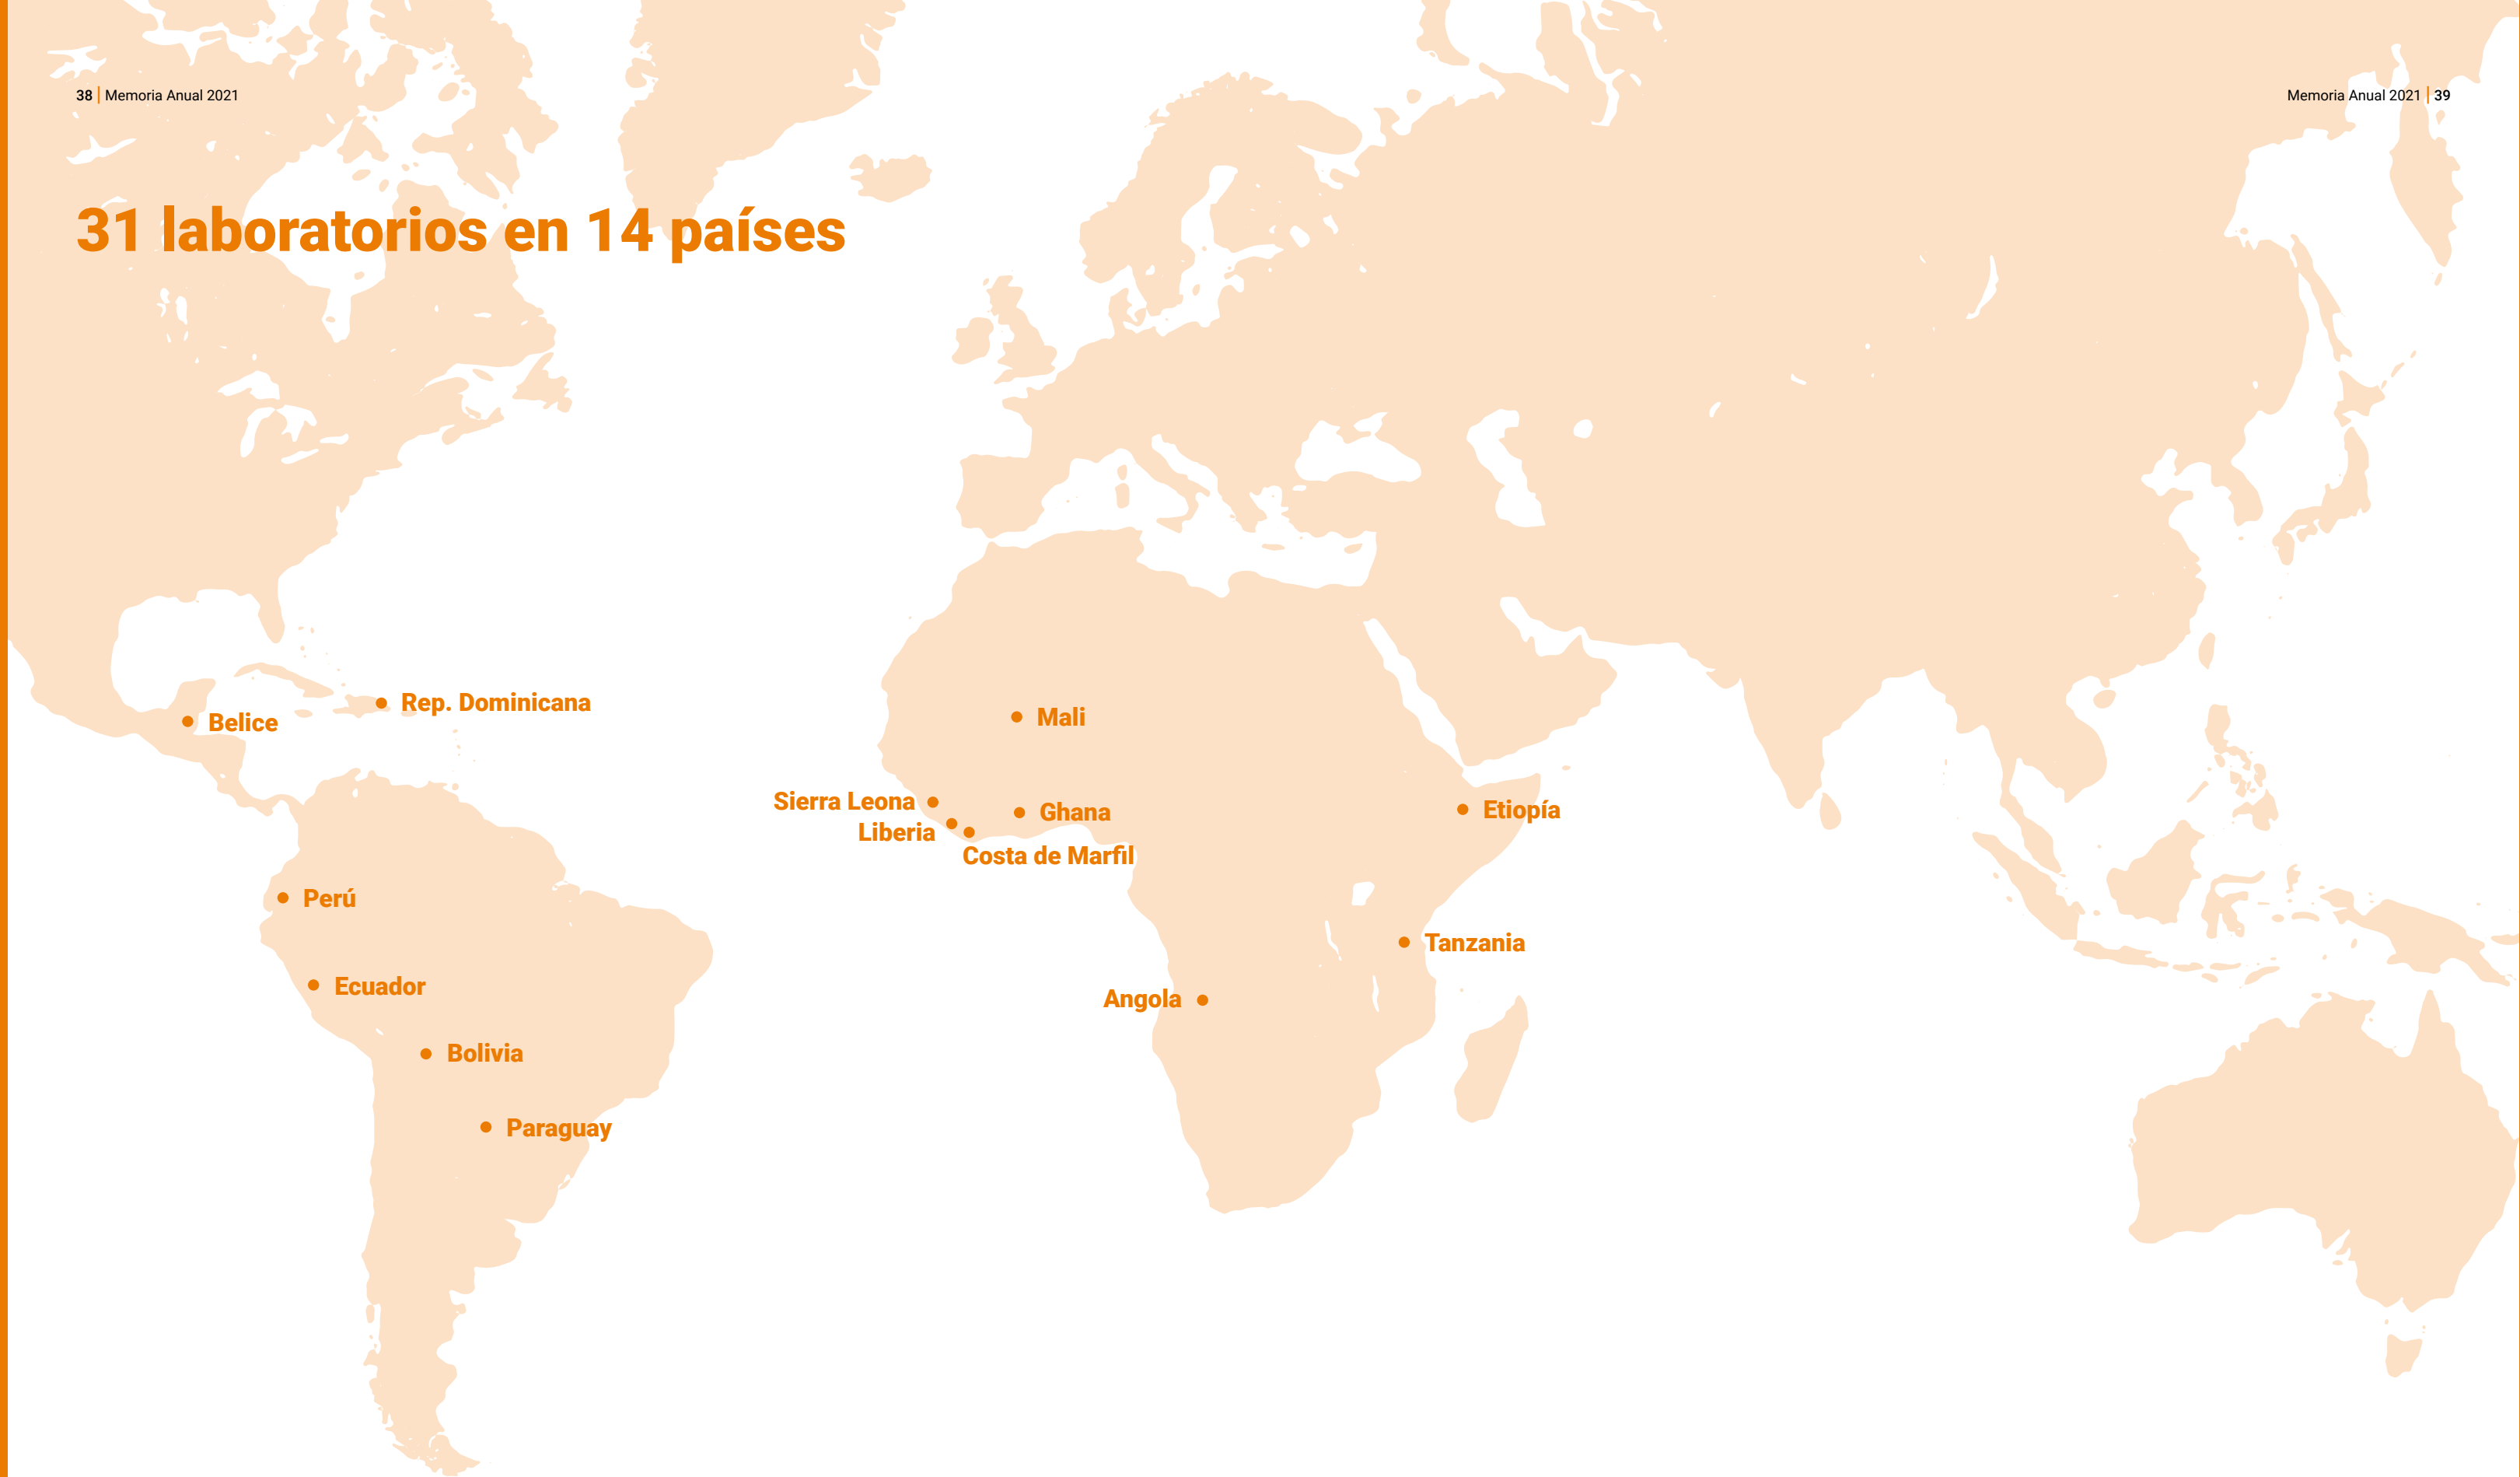 38 | Memoria Anual 2021
Memoria Anual 2021 | 39
31 laboratorios en 14 países
Rep. Dominicana
Belice
Mali
Sierra Leona
Ghana
Etiopía
Liberia
Costa de Marfil
Perú
Tanzania
Ecuador
Angola
Bolivia
Paraguay